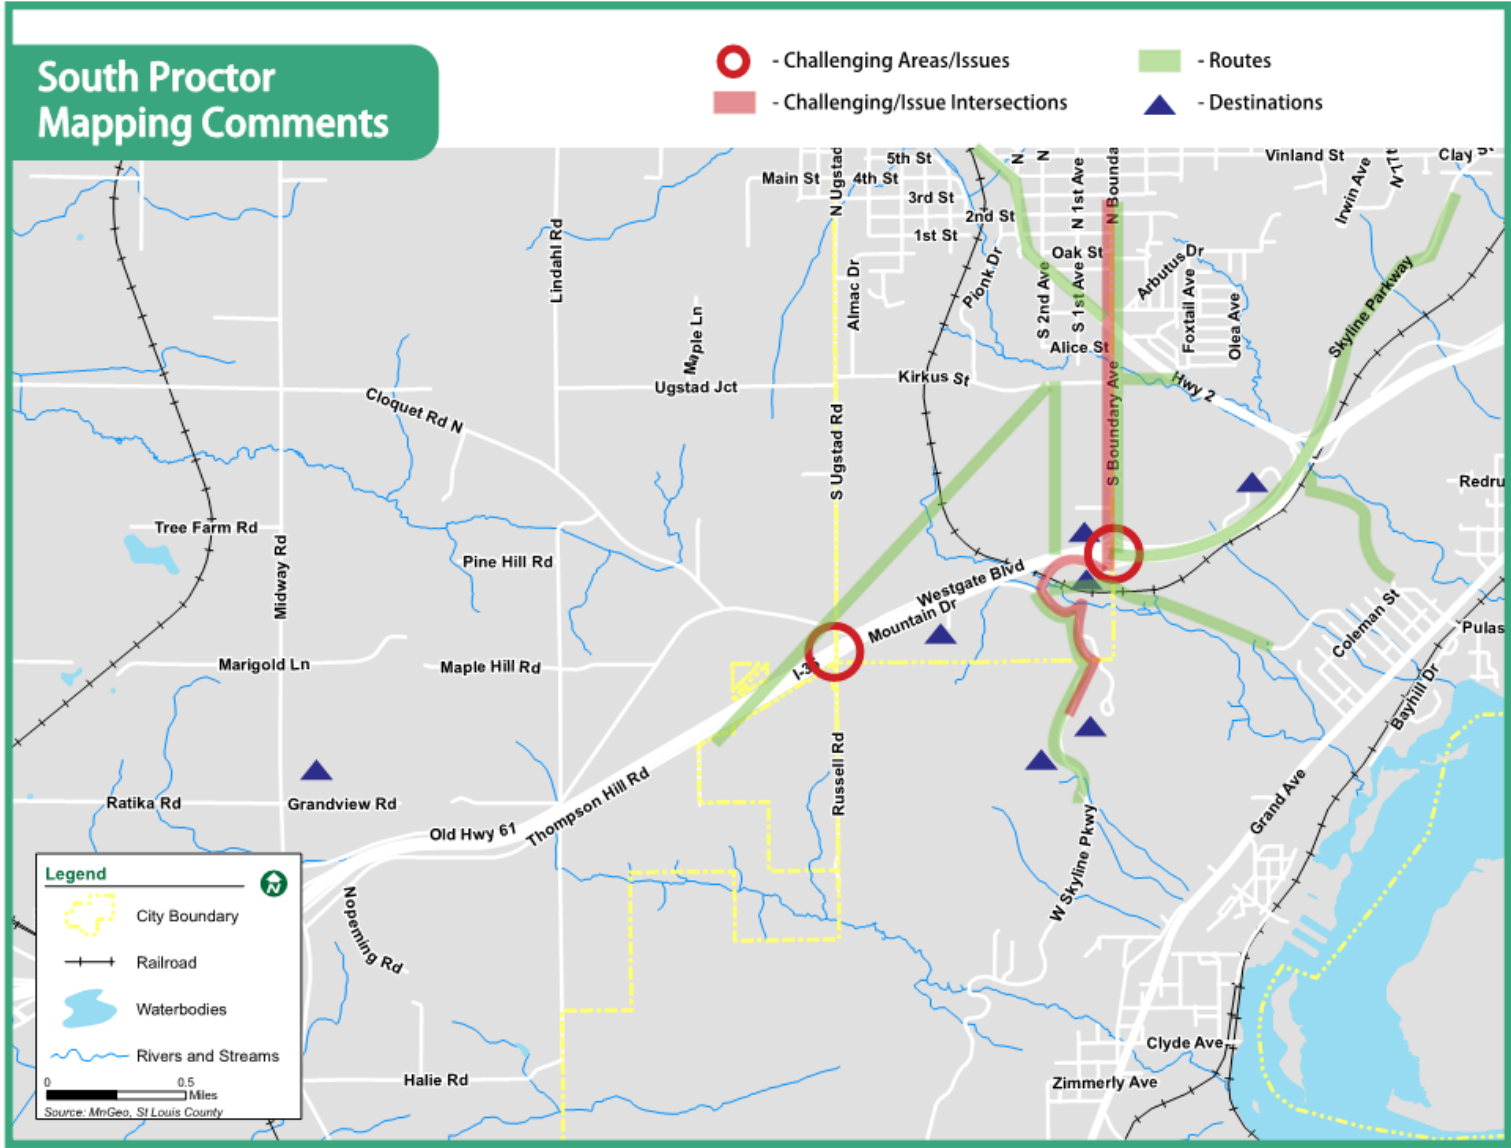 South Proctor
Mapping Comments
- Challenging Areas/Issues
- Routes
- Challenging/Issue Intersections
- Destinations
Main St
N Ugstad
5th St
4th St
3rd St
2nd St
1st St
N
N
N 1st Ave
N Bounda
Vinland St
Irwin Ave
Clay St
Lindahl Rd
Almac Dr
Plonk Dr
Oak St
S 2nd Ave
S 1st Ave
Arbutus Dr
Foxtail Ave
Olea Ave
Skyline Parkway
Maple Ln
Alice St
Ugstad Jct
Kirkus St
Hwy 2
Cloquet Rd N
S Ugstad Rd
S Boundary Ave
Redru
Tree Farm Rd
Midway Rd
Pine Hill Rd
Westgate Blvd
Mountain Dr
Coleman St
Pulas
Marigold Ln
Maple Hill Rd
Bayhill Dr
Russell Rd
Ratika Rd
Grandview Rd
Old Hwy 61
Thompson Hill Rd
Grand Ave
W Skyline Pkwy
Nopeming Rd
Clyde Ave
Halie Rd
Zimmerly Ave
Legend
N
City Boundary
Railroad
Waterbodies
Rivers and Streams
0
0.5
Miles
Source: MnGeo, St Louis County